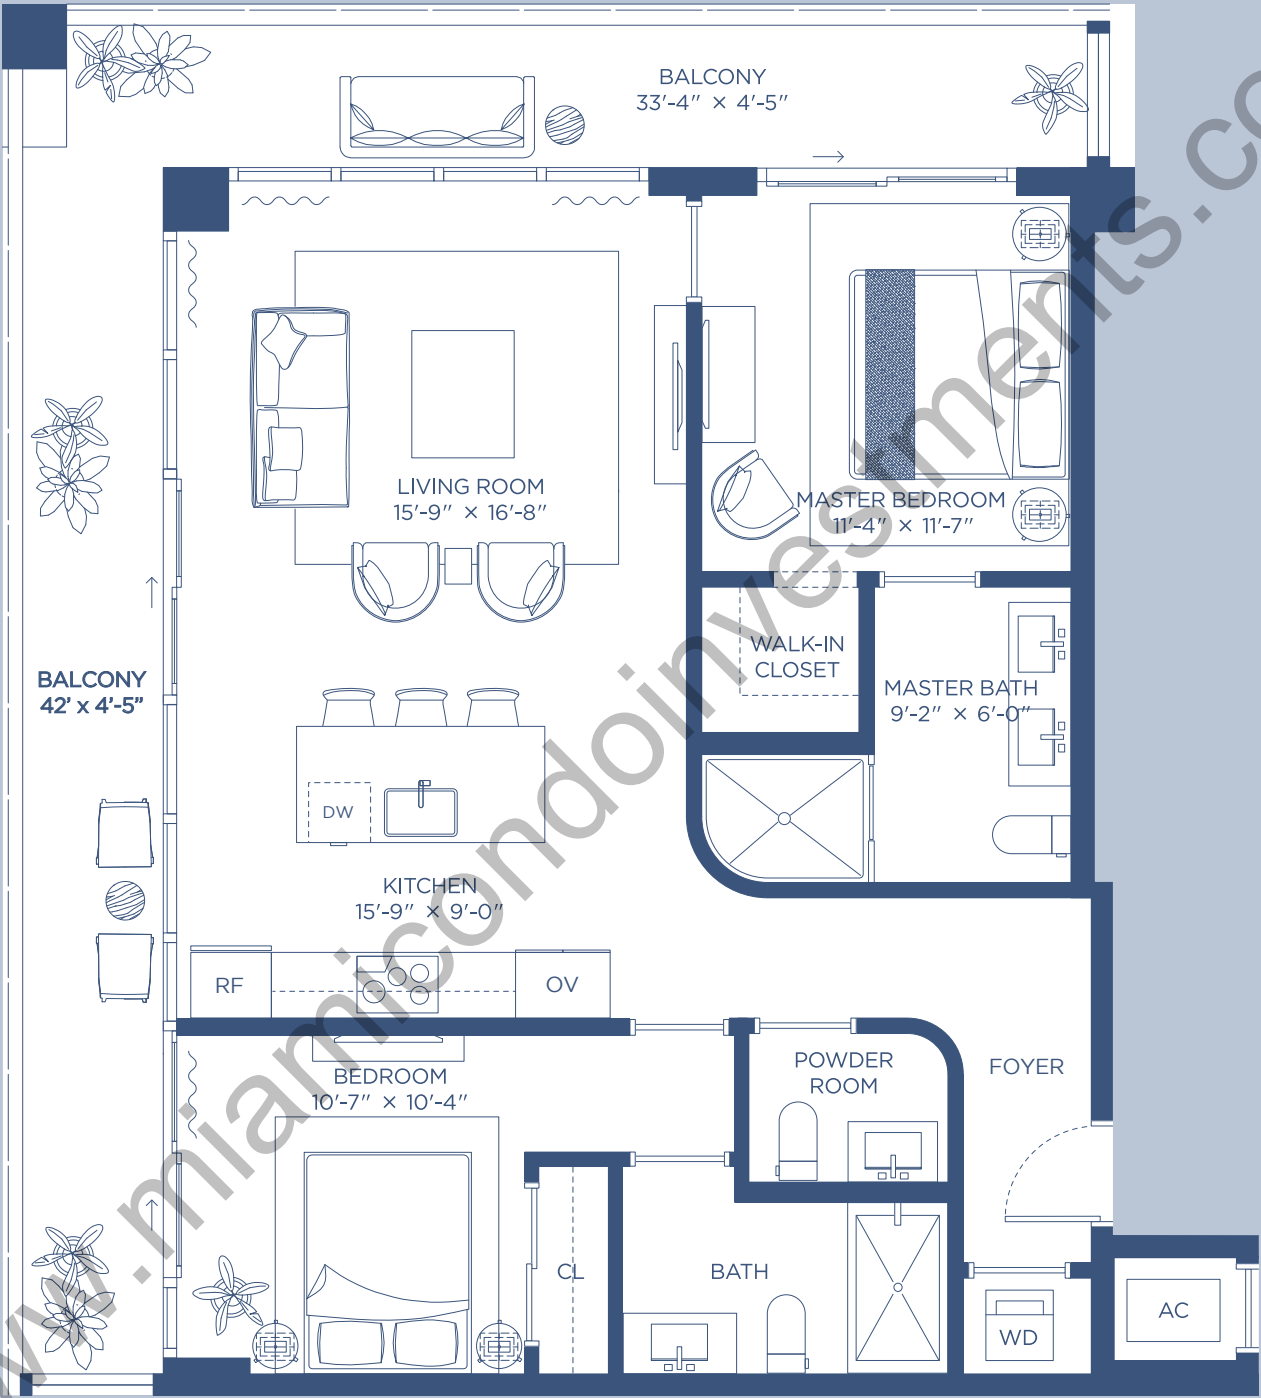 BALCONY
33'-4" × 4'-5"
LIVING ROOM
15'-9" × 16'-8"
MASTER BEDROOM
11'-4" × 11'-7"
WALK-IN
CLOSET
BALCONY
42' x 4'-5"
MASTER BATH
9'-2" × 6'-0"
DW
KITCHEN
15'-9" × 9'-0"
RF
OV
POWDER
ROOM
FOYER
BEDROOM
10'-7" × 10'-4"
CL
BATH
WD
AC
www.miamicondoinvestments.co